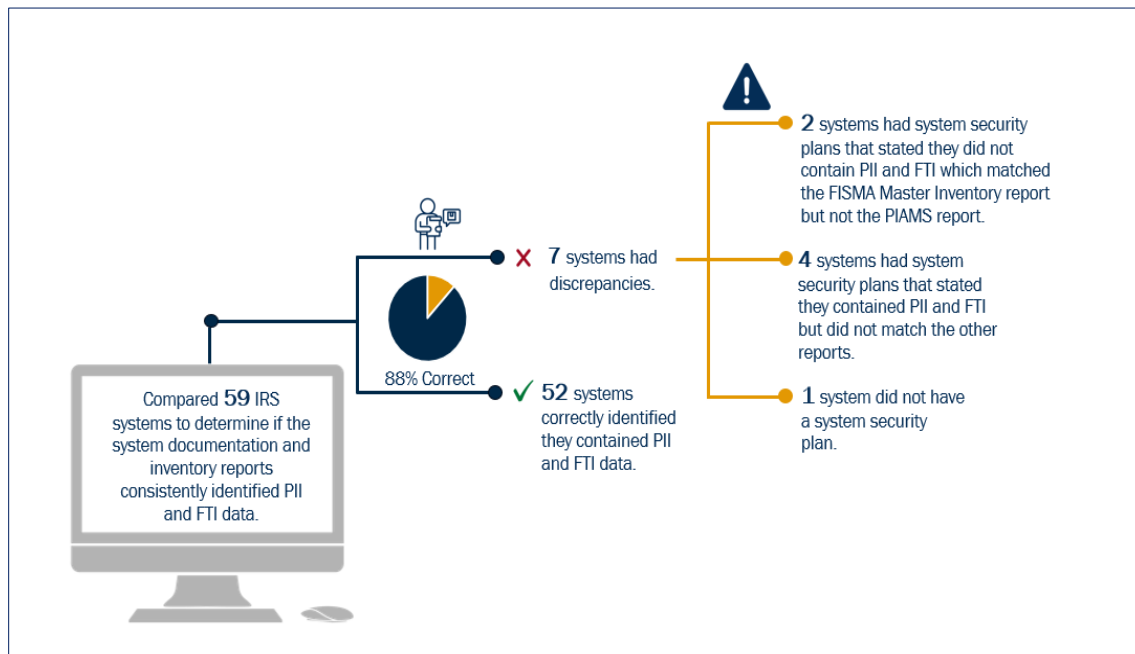 Compared 59 IRS
systems to determine if the
system documentation and
inventory reports
consistently identified PII
and FTI data.
88% Correct
7 systems had
discrepancies.
52 systems
correctly identified
they contained PII
and FTI data.
2 systems had system security
plans that stated they did not
contain PII and FTI which matched
the FISMA Master Inventory report
but not the PIAMS report.
4 systems had system
security plans that stated
they contained PII and FTI
but did not match the other
reports.
1 system did not have
a system security
plan.